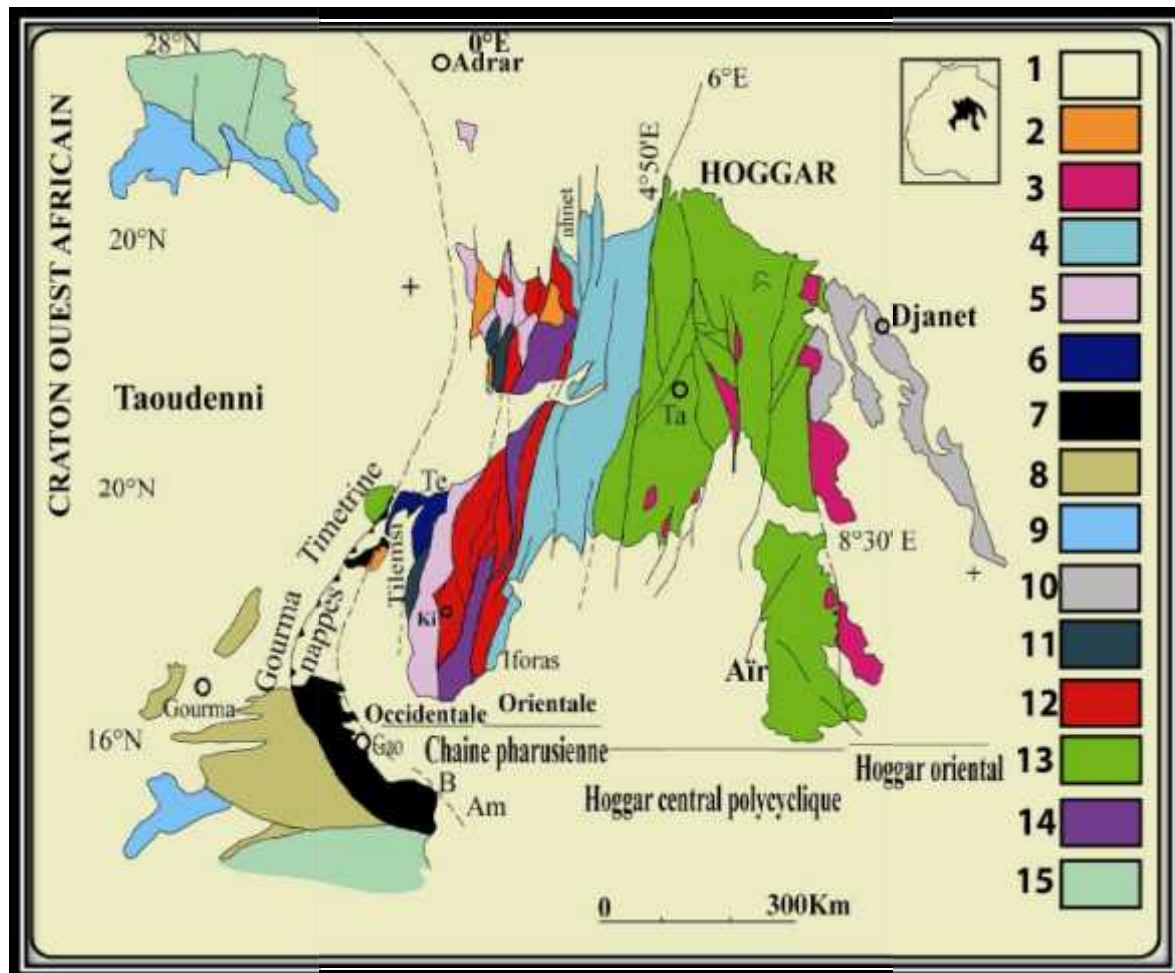 28°N
0°E
Adrar
6°E
4°50'E
HOGGAR
CRATON OUEST AFRICAIN
20°N
ahnet
Djanet
Ta
Taoudenni
20°N
Te
Timetrine
Tilemsi
8°30' E
Gourma
nappes
Ki
Iforas
Aïr
Gourma
16°N
Occidentale
Orientale
Gao
Chaine pharusienne
B
Am
Hoggar central polycyclique
Hoggar oriental
0
300Km
1
2
3
4
5
6
7
8
9
10
11
12
13
14
15